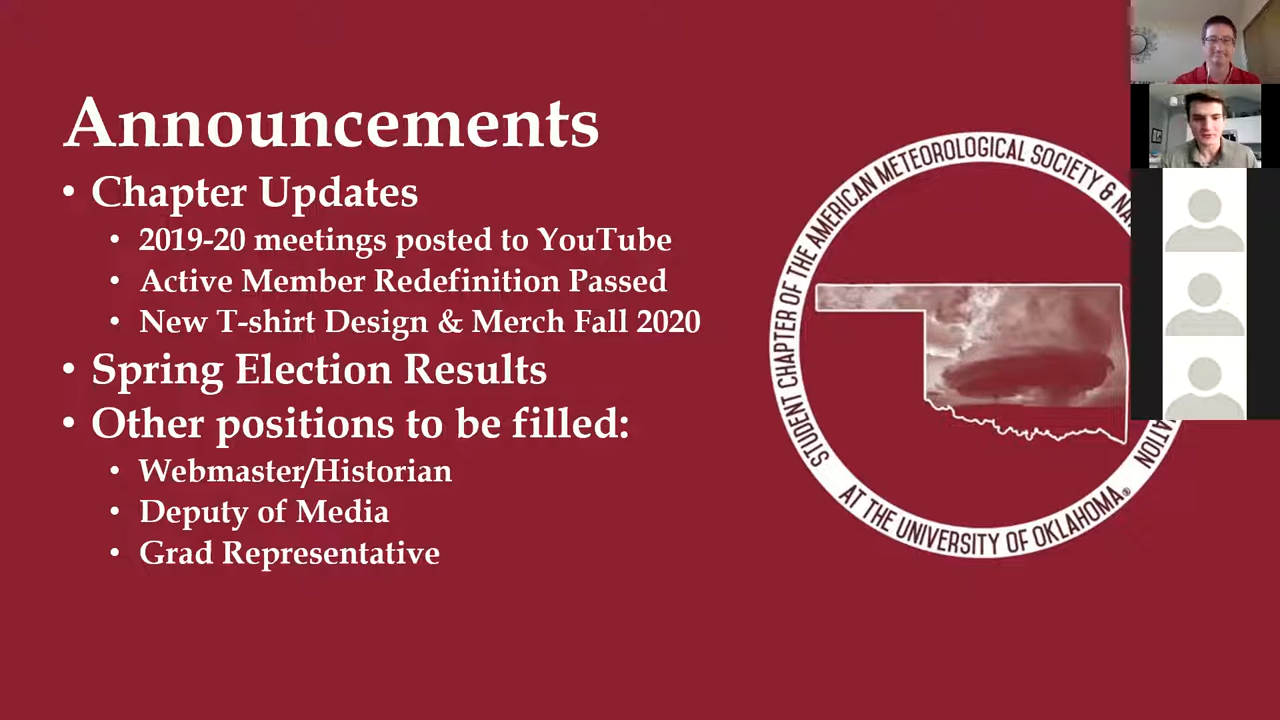 Announcements
• Chapter Updates
• 2019-20 meetings posted to YouTube
• Active Member Redefinition Passed
• New T-shirt Design & Merch Fall 2020
• Spring Election Results
• Other positions to be filled:
• Webmaster/Historian
• Deputy of Media
• Grad Representative
STUDENT CHAPTER OF THE AMERICAN METEOROLOGICAL SOCIETY &
AT THE UNIVERSITY OF OKLAHOMA®